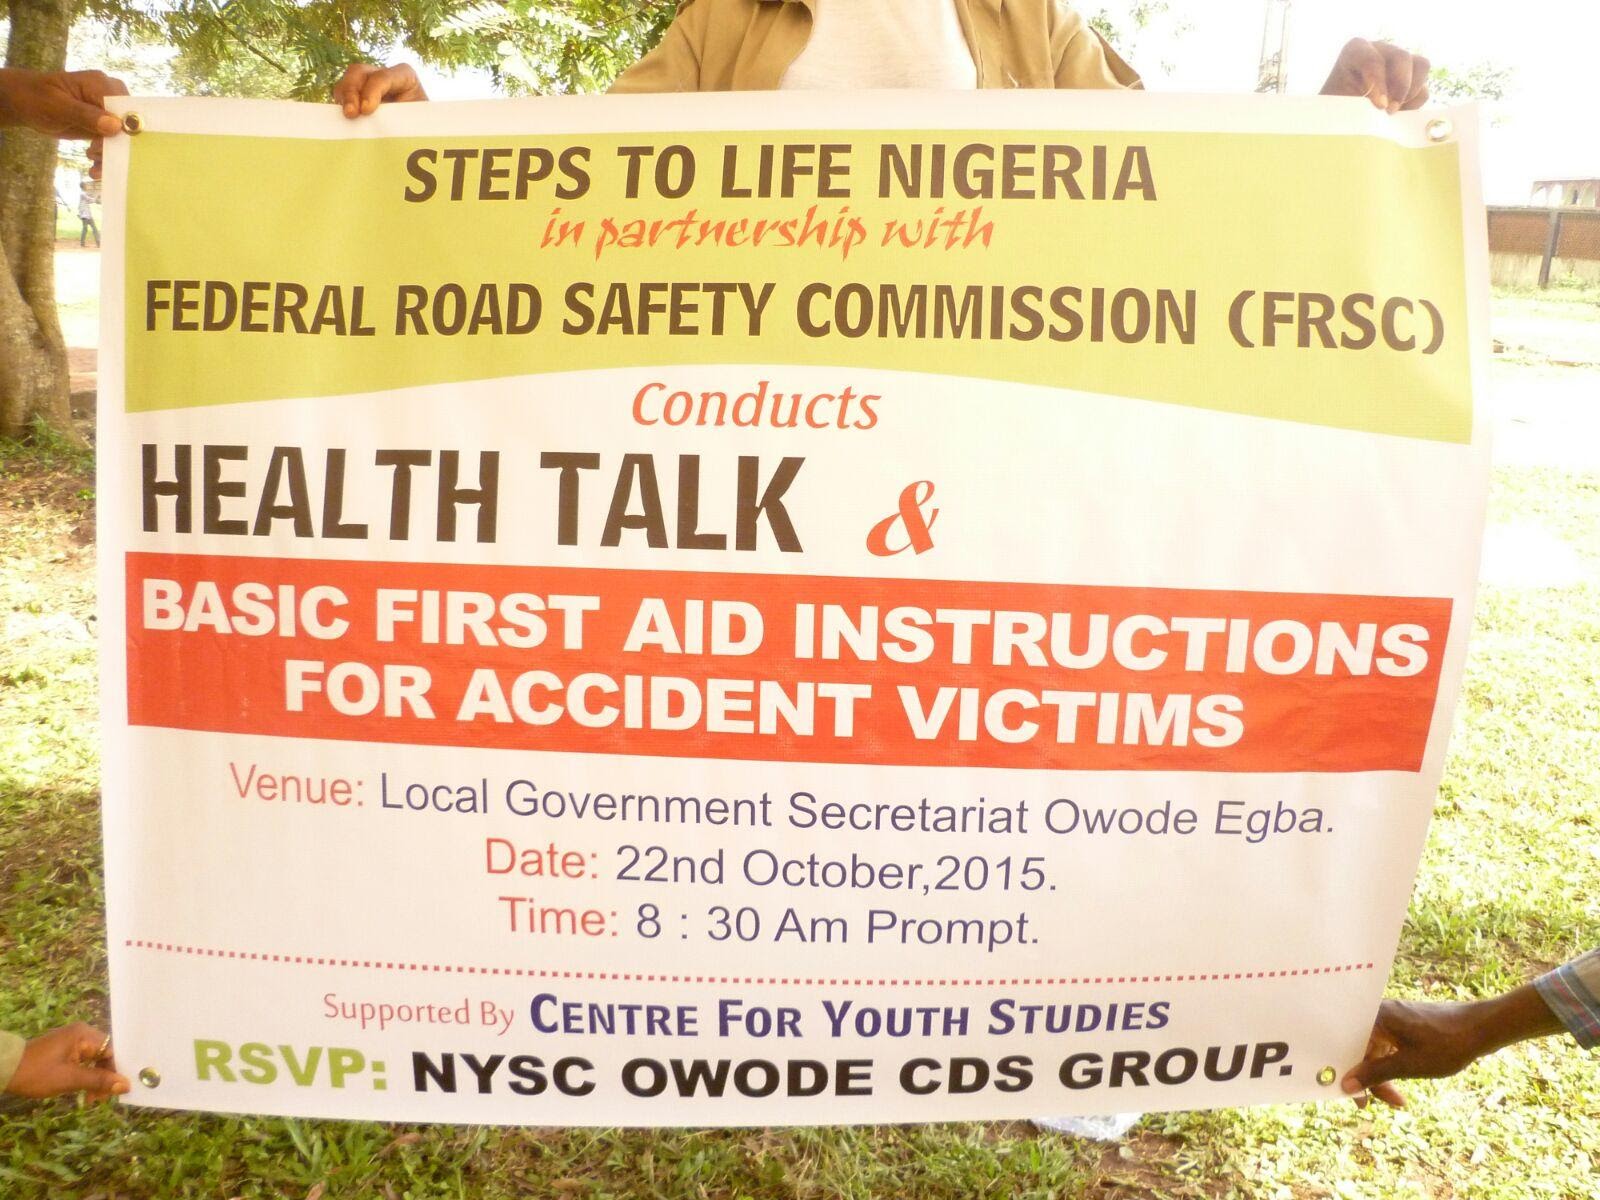 STEPS TO LIFE NIGERIA
in partnership with
FEDERAL ROAD SAFETY COMMISSION (FRSC)
Conducts
HEALTH TALK &
BASIC FIRST AID INSTRUCTIONS
FOR ACCIDENT VICTIMS
Venue: Local Government Secretariat Owode Egba.
Date: 22nd October,2015.
Time: 8 : 30 Am Prompt.
Supported By CENTRE FOR YOUTH STUDIES
RSVP: NYSC OWODE CDS GROUP.